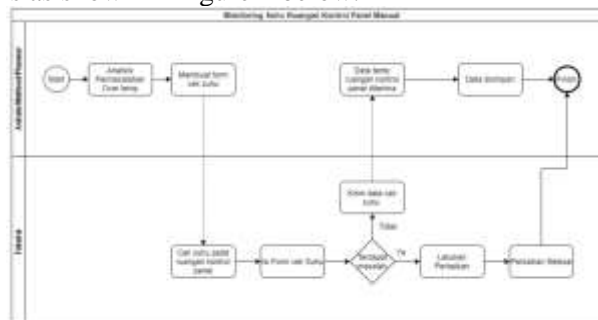 Monitoring Suhu Ruangan Kontrol Panel Manual
Start
Analisis
Permasalahan
Over temp
Membuat form
cek suhu
Data temp
ruangan kontrol
panel diterima
Data disimpan
Finish
Kirim data cek
suhu
Tidak
Cek suhu pada
ruangan kontrol
panel
Isi Form cek Suhu
Terdapat
masalah
Ya
Lakukan
Perbaikan
Perbaikan Selesai